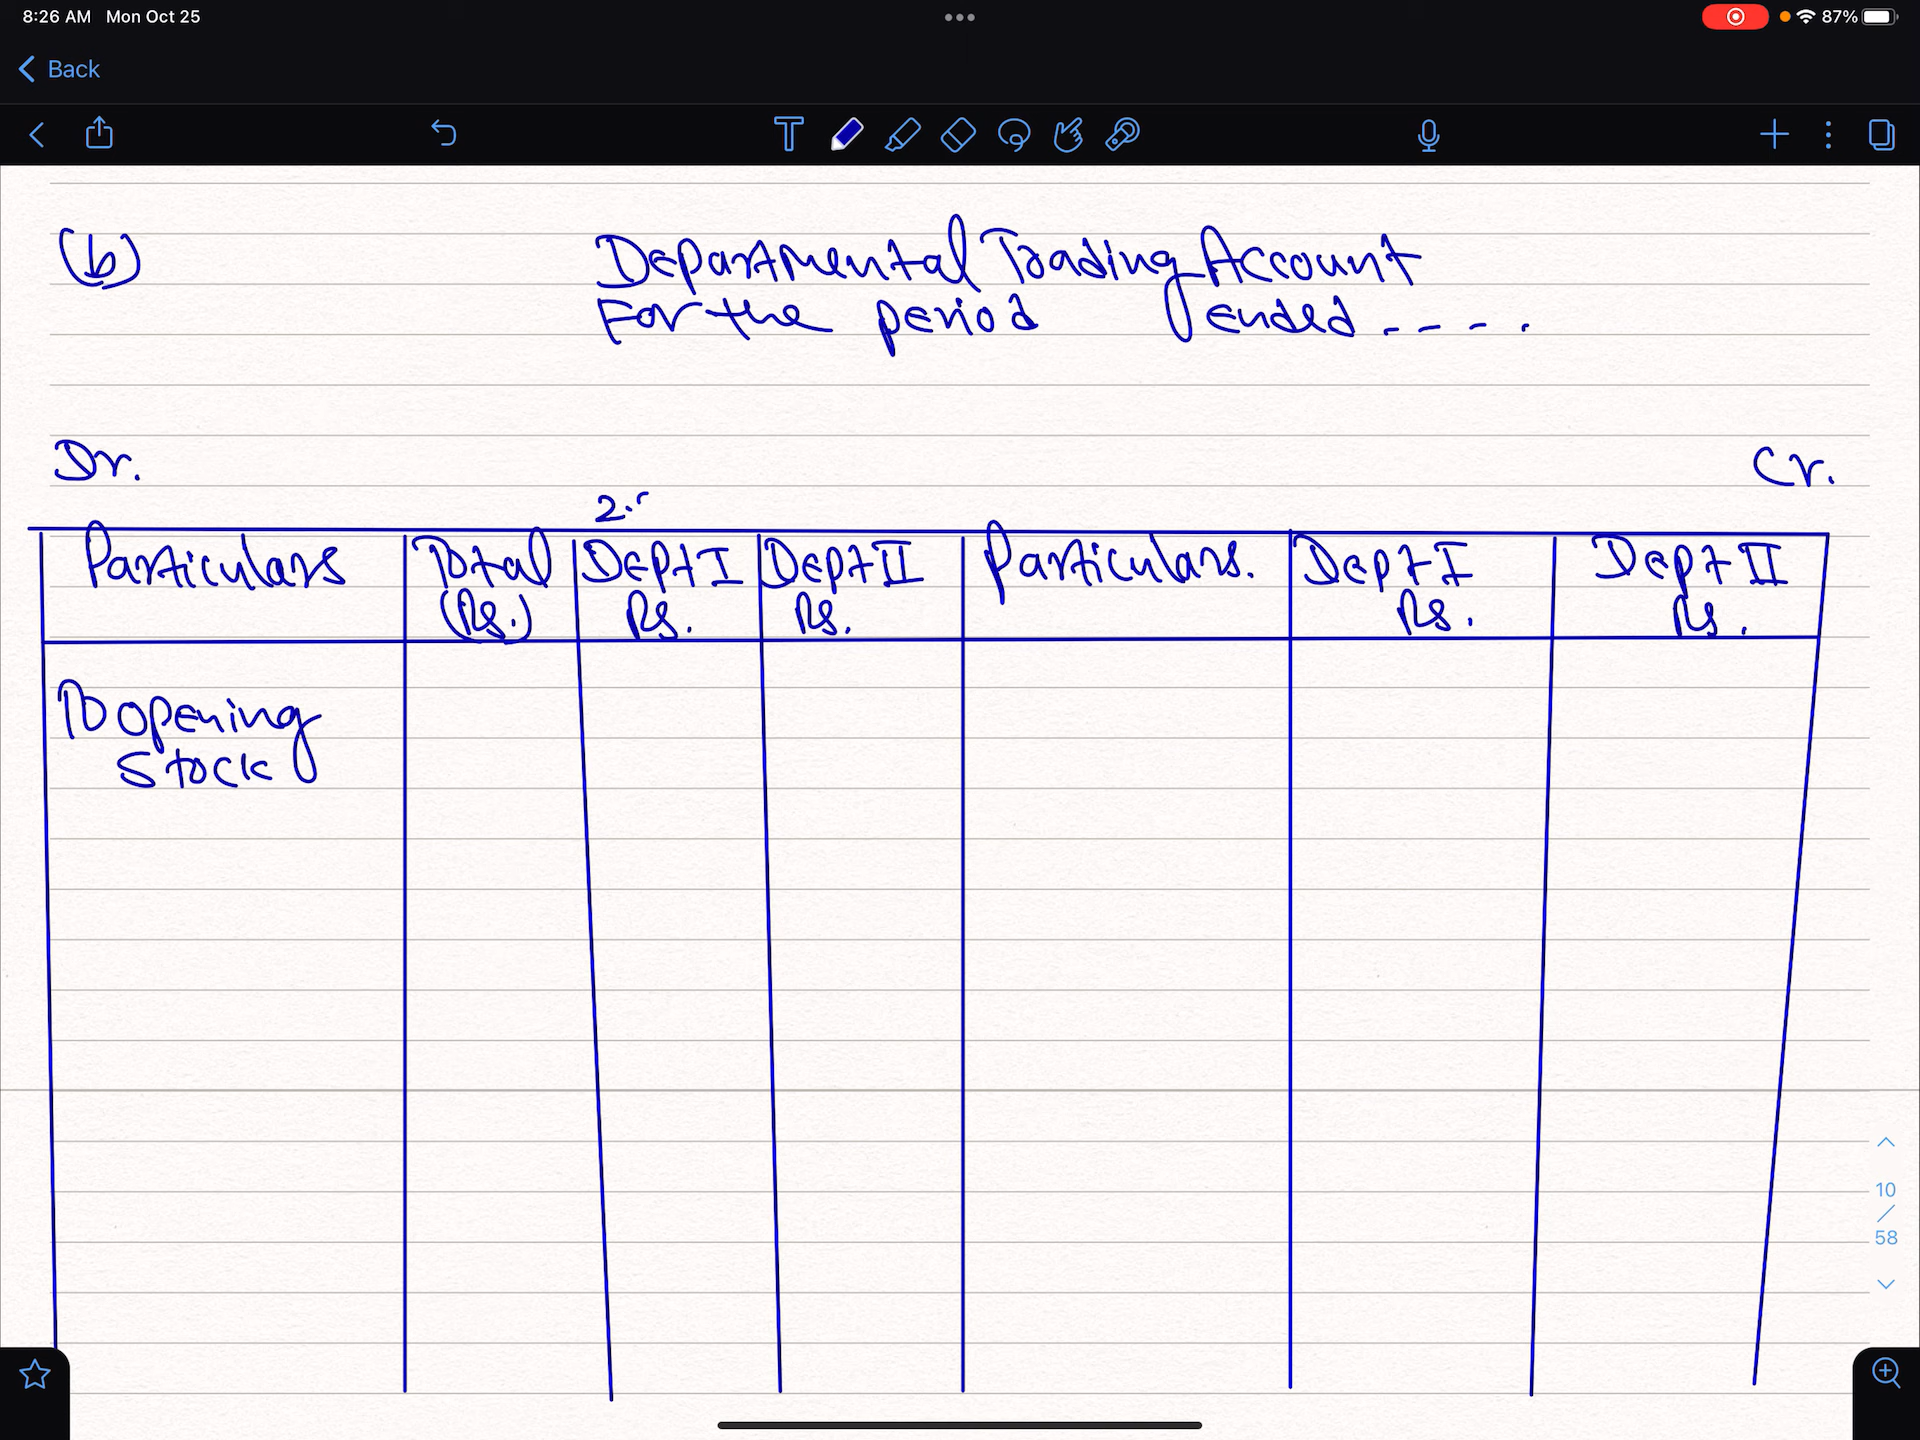 8:26 AM Mon Oct 25
87%
Back
(b)
Departmental Trading Account
For the period ended ----.
Dr.
Cr.
Particulars Total Dept I Dept II Particulars. Dept I Dept II
(Rs.) Rs. Rs. Rs. Rs.
To opening
stock
10
/
58